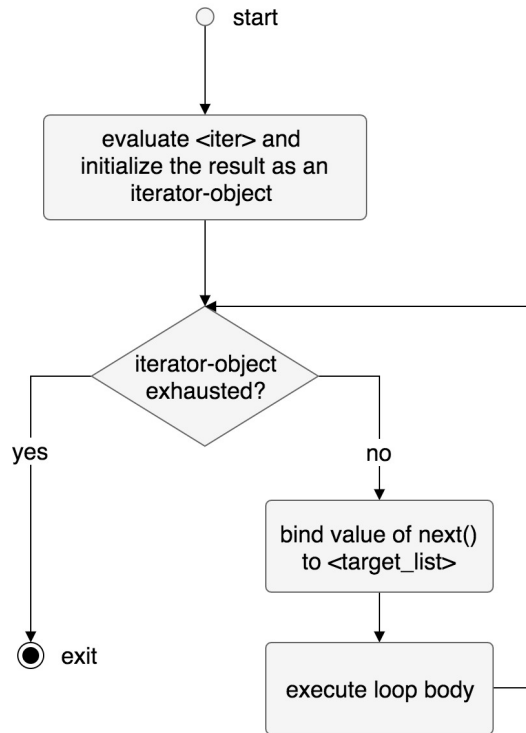 start
evaluate <iter> and
initialize the result as an
iterator-object
iterator-object
exhausted?
yes
no
bind value of next()
to <target_list>
exit
execute loop body